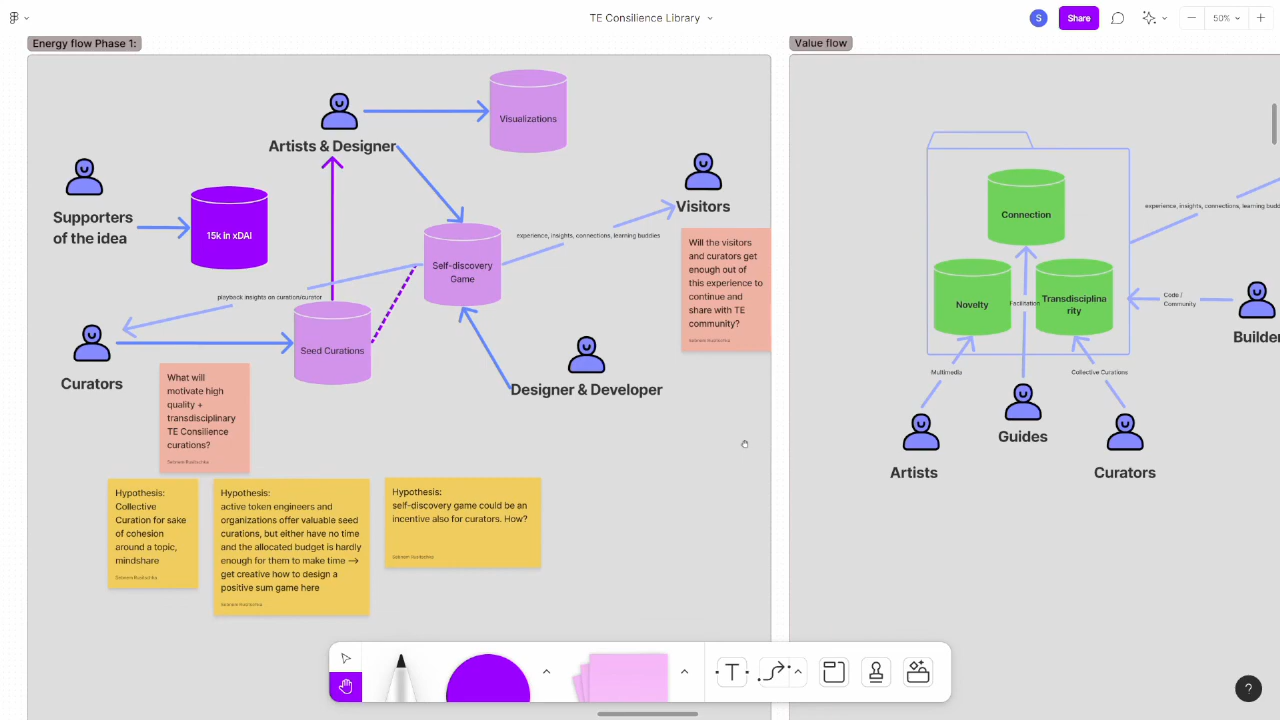 TE Consilience Library
S
Share
50%
Energy flow Phase 1:
Value flow
Visualizations
Artists & Designer
Supporters
of the idea
15k in xDAI
Visitors
experience, insights, connections, learning buddies
Self-discovery
Game
playback insights on curation/curator
Seed Curations
Curators
Designer & Developer
Will the visitors
and curators get
enough out of
this experience to
continue and
share with TE
community?
What will
motivate high
quality +
transdisciplinary
TE Consilience
curations?
Hypothesis:
Collective
Curation for sake
of cohesion
around a topic,
mindshare
Hypothesis:
active token engineers and
organizations offer valuable seed
curations, but either have no time
and the allocated budget is hardly
enough for them to make time →
get creative how to design a
positive sum game here
Hypothesis:
self-discovery game could be an
incentive also for curators. How?
Connection
Novelty
Facilitation
Transdisciplina
rity
experience, insights, connections, learning buddi
Code /
Community
Builder
Multimedia
Collective Curations
Guides
Artists
Curators
T
?